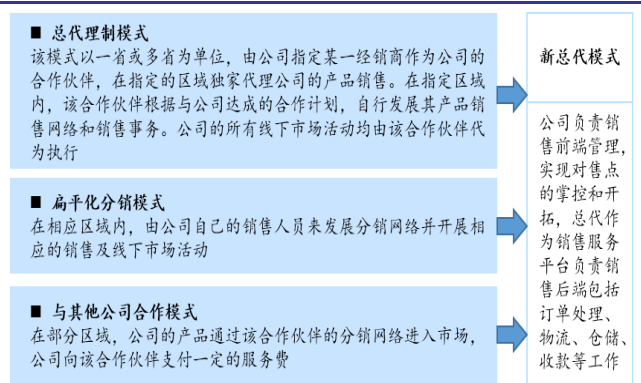 ■ 总代理制模式
该模式以一省或多省为单位，由公司指定某一经销商作为公司的
合作伙伴，在指定的区域独家代理公司的产品销售。在指定区域
内，该合作伙伴根据与公司达成的合作计划，自行发展其产品销
售网络和销售事务。公司的所有线下市场活动均由该合作伙伴代
为执行
■ 扁平化分销模式
在相应区域内，由公司自己的销售人员来发展分销网络并开展相
应的销售及线下市场活动
■ 与其他公司合作模式
在部分区域，公司的产品通过该合作伙伴的分销网络进入市场，
公司向该合作伙伴支付一定的服务费
新总代模式
公司负责销
售前端管理，
实现对售点
的掌控和开
拓，总代作
为销售服务
平台负责销
售后端包括
订单处理、
物流、仓储、
收款等工作